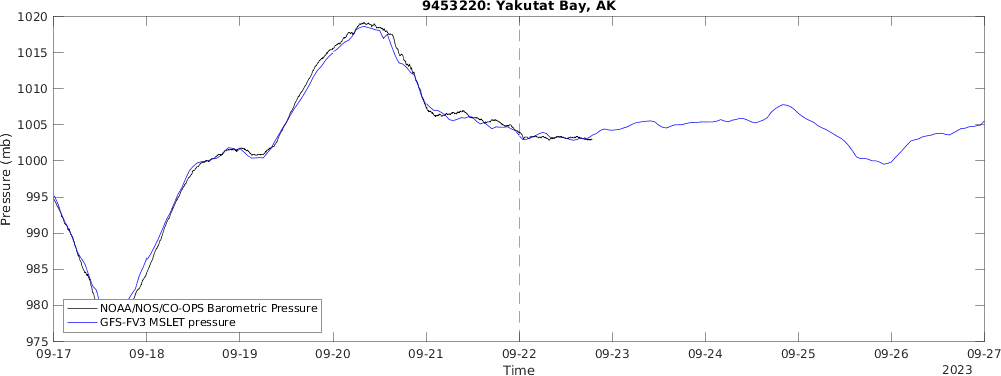 9453220: Yakutat Bay, AK
1020
1015
1010
1005
1000
995
990
985
980
975
Pressure (mb)
NOAA/NOS/CO-OPS Barometric Pressure
GFS-FV3 MSLET pressure
09-17 09-18 09-19 09-20 09-21 09-22 09-23 09-24 09-25 09-26 09-27
Time
2023